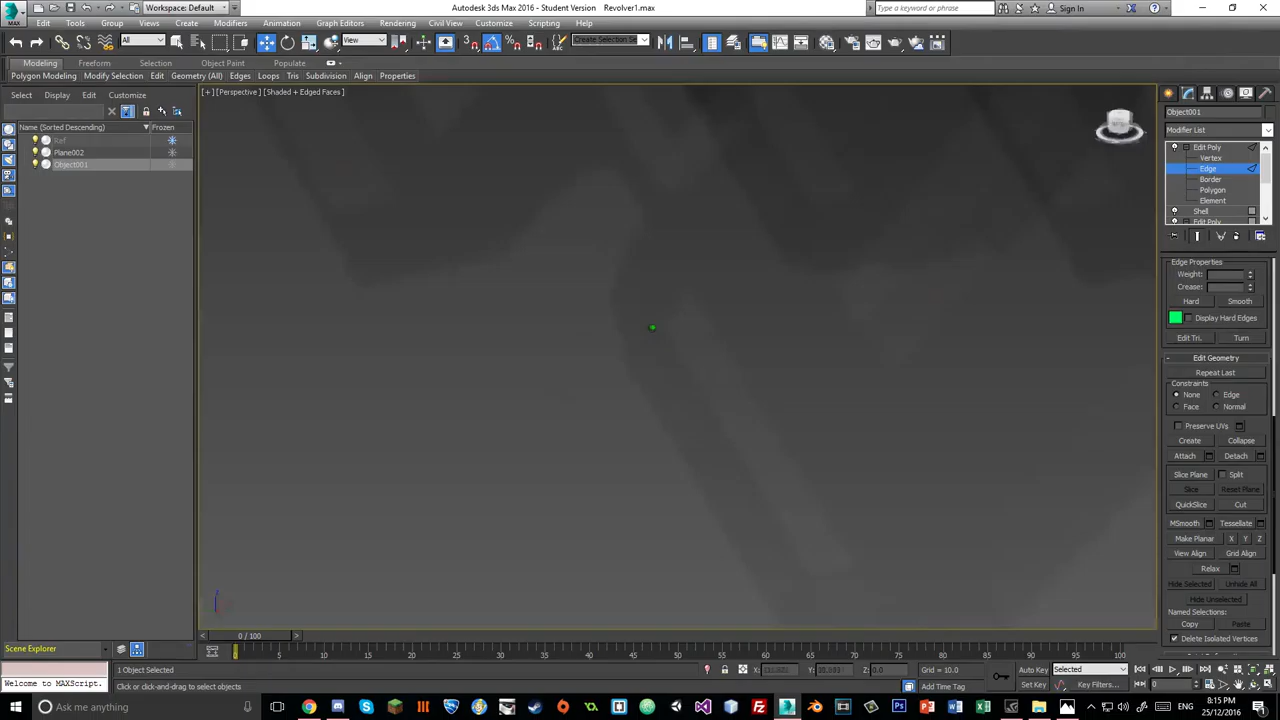 Autodesk 3ds Max 2016 - Student Version    Revolver1.max
Workspace: Default
Type a keyword or phrase
Sign In
MAX
Edit Tools Group Views Create Modifiers Animation Graph Editors Rendering Civil View Customize Scripting Help
All
View
Create Selection Se
Modeling Freeform Selection Object Paint Populate
Polygon Modeling Modify Selection Edit Geometry (All) Edges Loops Tris Subdivision Align Properties
Select Display Edit Customize
Name (Sorted Descending) Frozen
Ref
Plane002
Object001
[+] [Perspective ] [Shaded + Edged Faces ]
Object001
Modifier List
Edit Poly
Vertex
Edge
Border
Polygon
Element
Shell
Edit Poly
Edge Properties
Weight:
Crease:
Hard Smooth
Display Hard Edges
Edit Tri. Turn
- Edit Geometry
Repeat Last
Constraints
None Edge
Face Normal
Preserve UVs
Create Collapse
Attach Detach
Slice Plane Split
Slice Reset Plane
QuickSlice Cut
MSmooth Tessellate
Make Planar X Y Z
View Align Grid Align
Relax
Hide Selected Unhide All
Hide Unselected
Named Selections:
Copy Paste
Delete Isolated Vertices
0 / 100
Scene Explorer
0 5 10 15 20 25 30 35 40 45 50 55 60 65 70 75 80 85 90 95 100
1 Object Selected
X: Y: Z: 0.0
Grid = 10.0
Auto Key Selected
Welcome to MAXScript.
Click or click-and-drag to select objects
Add Time Tag
Set Key Key Filters...
0
Ask me anything
ENG
8:15 PM
25/12/2016